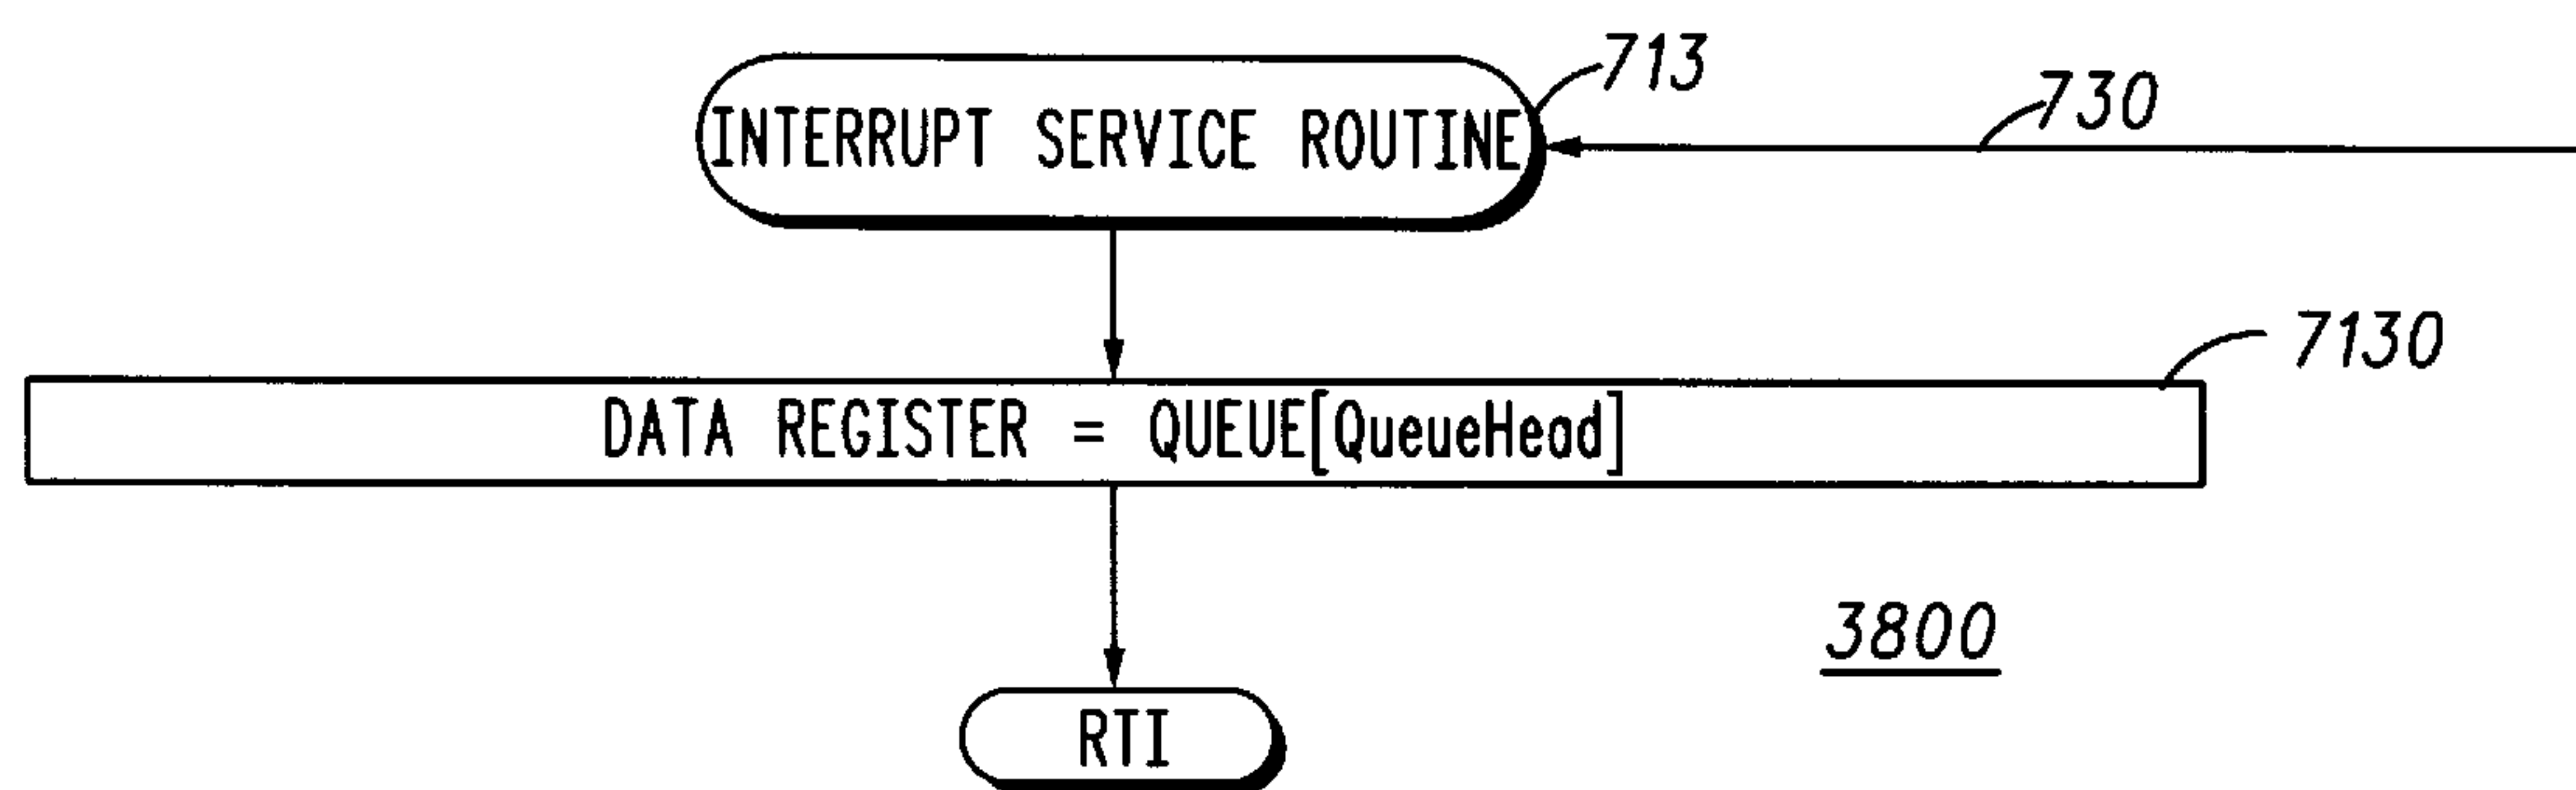 713
730
INTERRUPT SERVICE ROUTINE
7130
DATA REGISTER = QUEUE[QueueHead]
3800
RTI